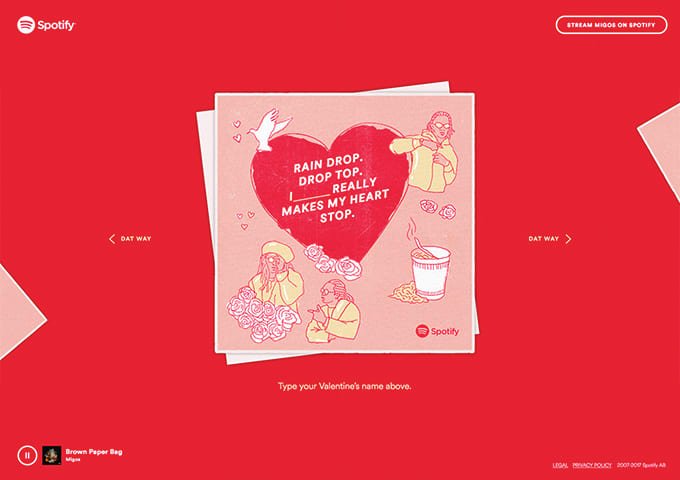 Spotify
STREAM MIGOS ON SPOTIFY
RAIN DROP.
DROP TOP.
I______ REALLY
MAKES MY HEART
STOP.
DAT WAY
DAT WAY
Spotify
Type your Valentine's name above.
Brown Paper Bag
Migos
LEGAL PRIVACY POLICY 2007-2017 Spotify AB